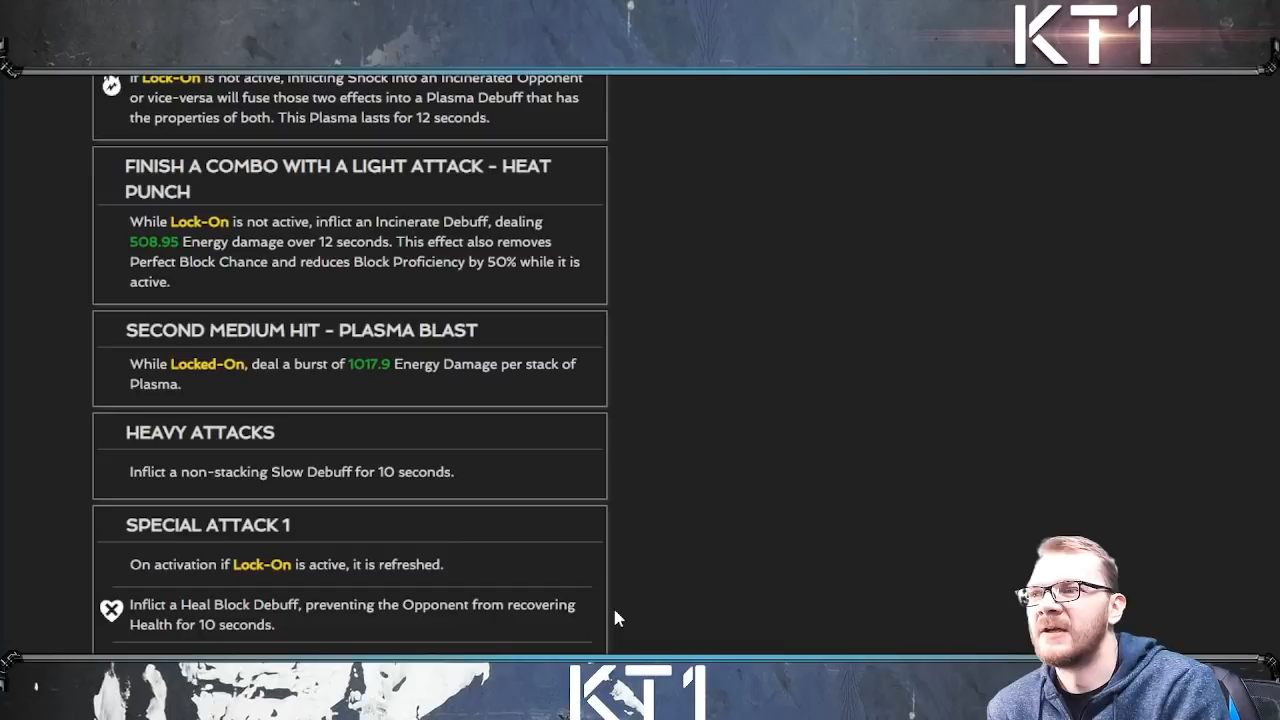 KT1
If Lock-On is not active, inflicting Shock into an Incinerated Opponent
or vice-versa will fuse those two effects into a Plasma Debuff that has
the properties of both. This Plasma lasts for 12 seconds.
FINISH A COMBO WITH A LIGHT ATTACK - HEAT
PUNCH
While Lock-On is not active, inflict an Incinerate Debuff, dealing
508.95 Energy damage over 12 seconds. This effect also removes
Perfect Block Chance and reduces Block Proficiency by 50% while it is
active.
SECOND MEDIUM HIT - PLASMA BLAST
While Locked-On, deal a burst of 1017.9 Energy Damage per stack of
Plasma.
HEAVY ATTACKS
Inflict a non-stacking Slow Debuff for 10 seconds.
SPECIAL ATTACK 1
On activation if Lock-On is active, it is refreshed.
Inflict a Heal Block Debuff, preventing the Opponent from recovering
Health for 10 seconds.
KT1